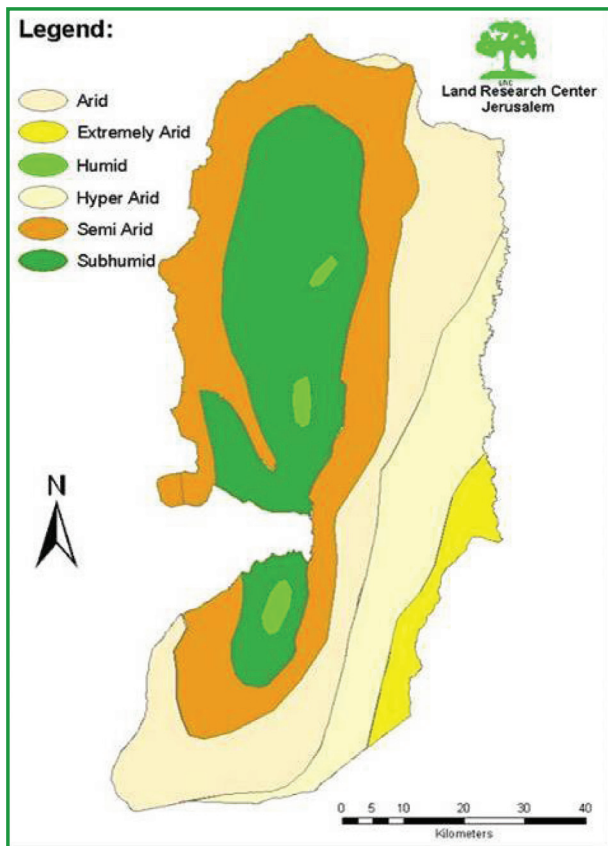 Legend:
Arid
Extremely Arid
Humid
Hyper Arid
Semi Arid
Subhumid
LRC
Land Research Center
Jerusalem
N
0 5 10 20 30 40
Kilometers